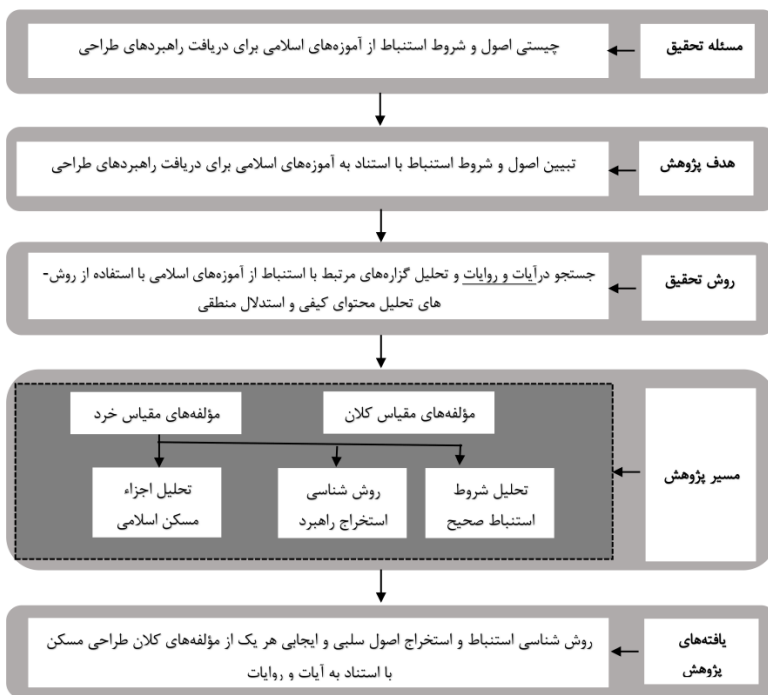 مسئله تحقیق
چیستی اصول و شروط استنباط از آموزه‌های اسلامی برای دریافت راهبردهای طراحی
هدف پژوهش
تبیین اصول و شروط استنباط با استناد به آموزه‌های اسلامی برای دریافت راهبردهای طراحی
روش تحقیق
جستجو درآیات و روایات و تحلیل گزاره‌های مرتبط با استنباط از آموزه‌های اسلامی با استفاده از روش-
های تحلیل محتوای کیفی و استدلال منطقی
مسیر پژوهش
مؤلفه‌های مقیاس کلان
مؤلفه‌های مقیاس خرد
تحلیل شروط
استنباط صحیح
روش شناسی
استخراج راهبرد
تحلیل اجزاء
مسکن اسلامی
یافته‌های
پژوهش
روش شناسی استنباط و استخراج اصول سلبی و ایجابی هر یک از مؤلفه‌های کلان طراحی مسکن
با استناد به آیات و روایات